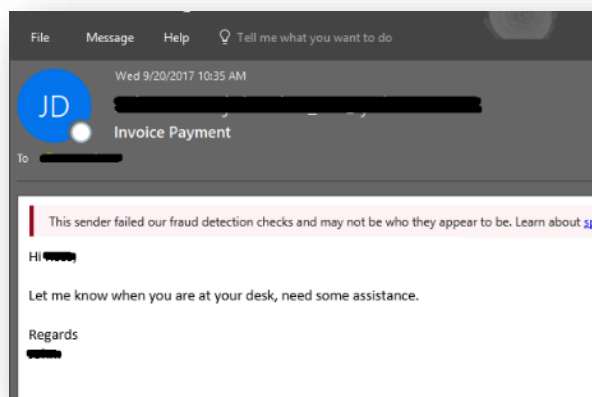 File Message Help Tell me what you want to do
Wed 9/20/2017 10:35 AM
JD
Invoice Payment
To
This sender failed our fraud detection checks and may not be who they appear to be. Learn about
Hi
Let me know when you are at your desk, need some assistance.
Regards